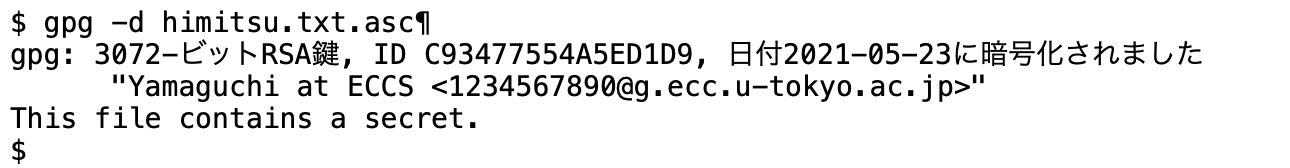 $ gpg -d himitsu.txt.asc¶
gpg: 3072-ビットRSA鍵, ID C93477554A5ED1D9, 日付2021-05-23に暗号化されました
      "Yamaguchi at ECCS <1234567890@g.ecc.u-tokyo.ac.jp>"
This file contains a secret.
$